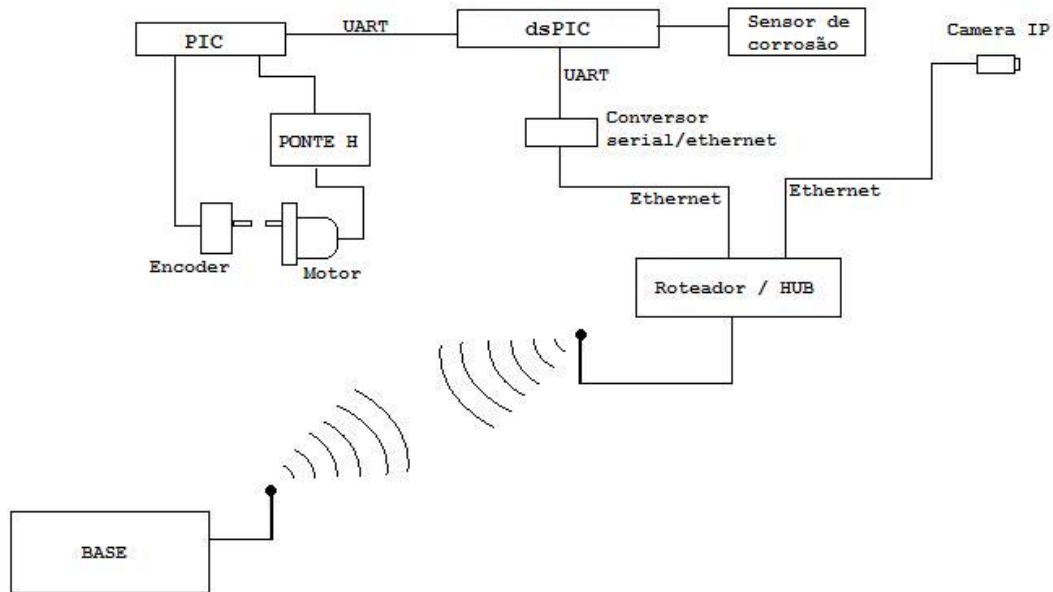 PIC
UART
dsPIC
Sensor de
corrosão
Camera IP
UART
Conversor
serial/ethernet
PONTE H
Ethernet
Ethernet
Encoder
Motor
Roteador / HUB
BASE